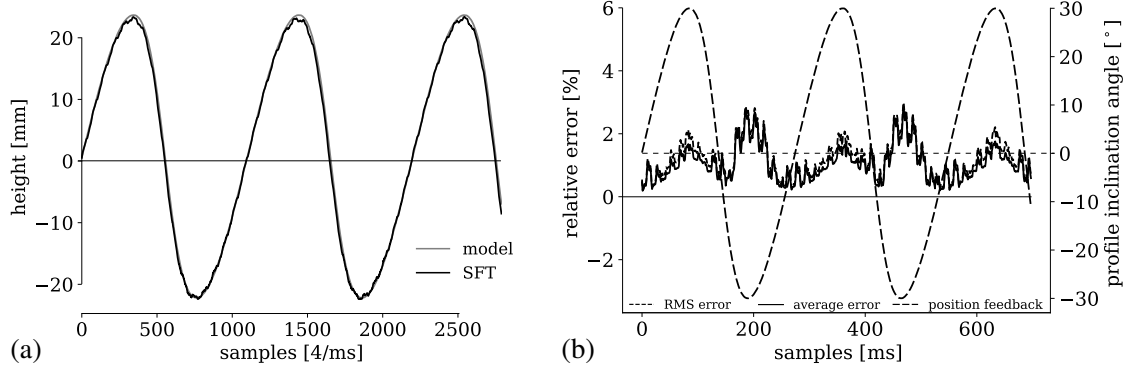 20
10
0
−10
−20
height [mm]
model
SFT
0 500 1000 1500 2000 2500
samples [4/ms]
(a)
6%
4
2
0
−2
relative error [%]
30
20
10
0
−10
−20
−30
profile inclination angle [°]
RMS error average error position feedback
0 200 400 600
samples [ms]
(b)